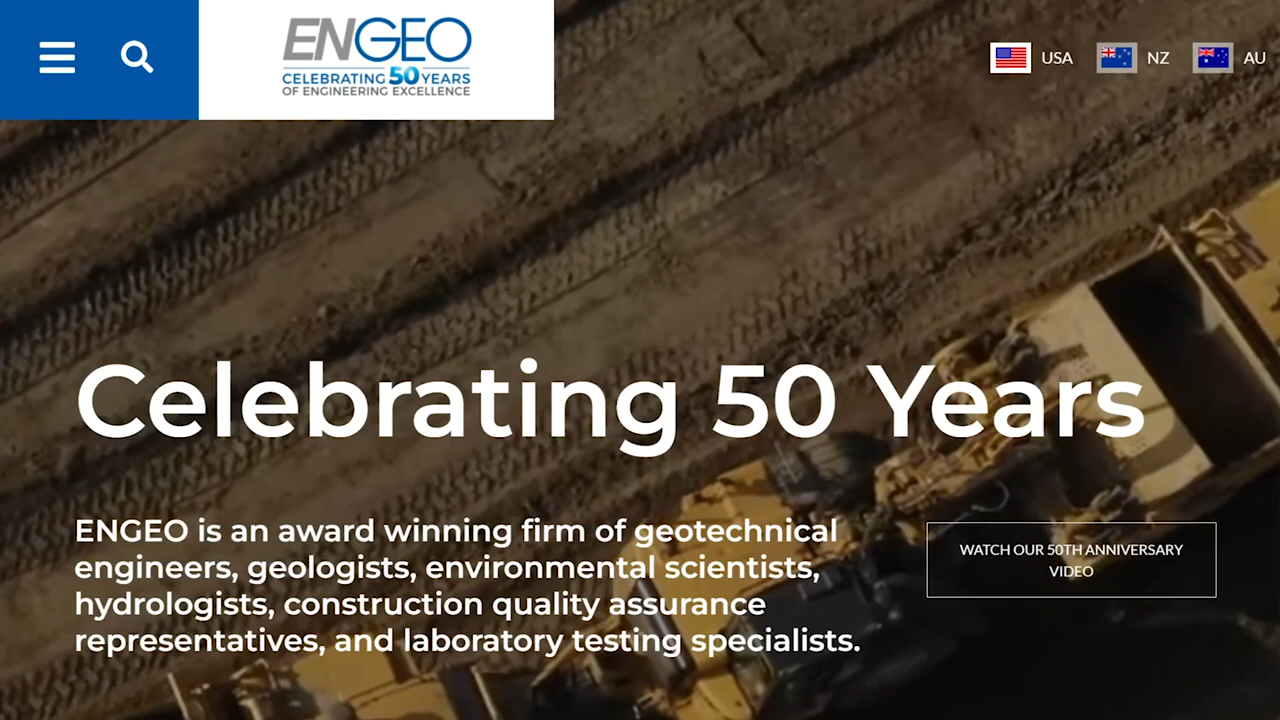 ENGEO
CELEBRATING 50 YEARS
OF ENGINEERING EXCELLENCE
USA
NZ
AU
Celebrating 50 Years
ENGEO is an award winning firm of geotechnical
engineers, geologists, environmental scientists,
hydrologists, construction quality assurance
representatives, and laboratory testing specialists.
WATCH OUR 50TH ANNIVERSARY
VIDEO